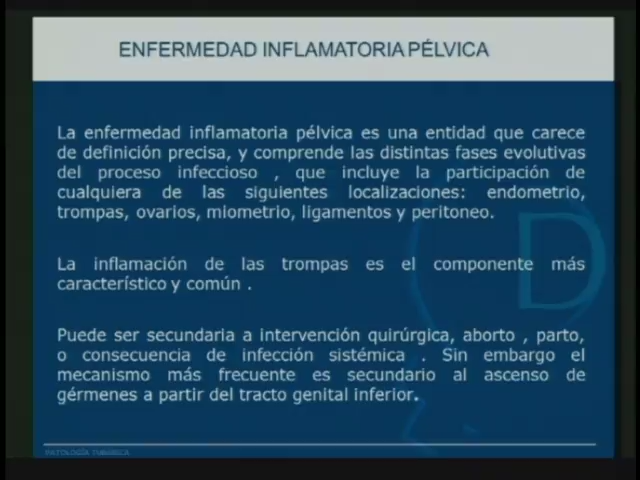 ENFERMEDAD INFLAMATORIA PÉLVICA
La enfermedad inflamatoria pélvica es una entidad que carece
de definición precisa, y comprende las distintas fases evolutivas
del proceso infeccioso , que incluye la participación de
cualquiera de las siguientes localizaciones: endometrio,
trompas, ovarios, miometrio, ligamentos y peritoneo.
La inflamación de las trompas es el componente más
característico y común .
Puede ser secundaria a intervención quirúrgica, aborto , parto,
o consecuencia de infección sistémica . Sin embargo el
mecanismo más frecuente es secundario al ascenso de
gérmenes a partir del tracto genital inferior.
D
PATOLOGÍA